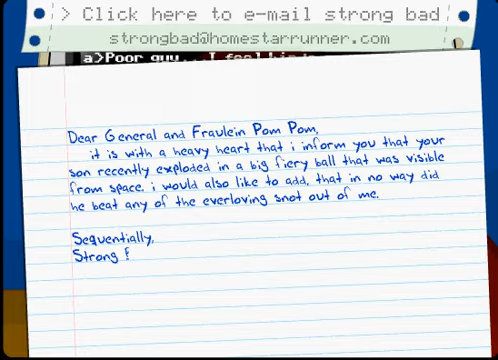 > Click here to e-mail strong bad
strongbad@homestarrunner.com
a>Poor guy...I feel
Dear General and Fraulein Pom Pom,
it is with a heavy heart that i inform you that your
son recently exploded in a big fiery ball that was visible
from space. i would also like to add, that in no way did
he beat any of the everloving snot out of me.
Sequentially,
Strong